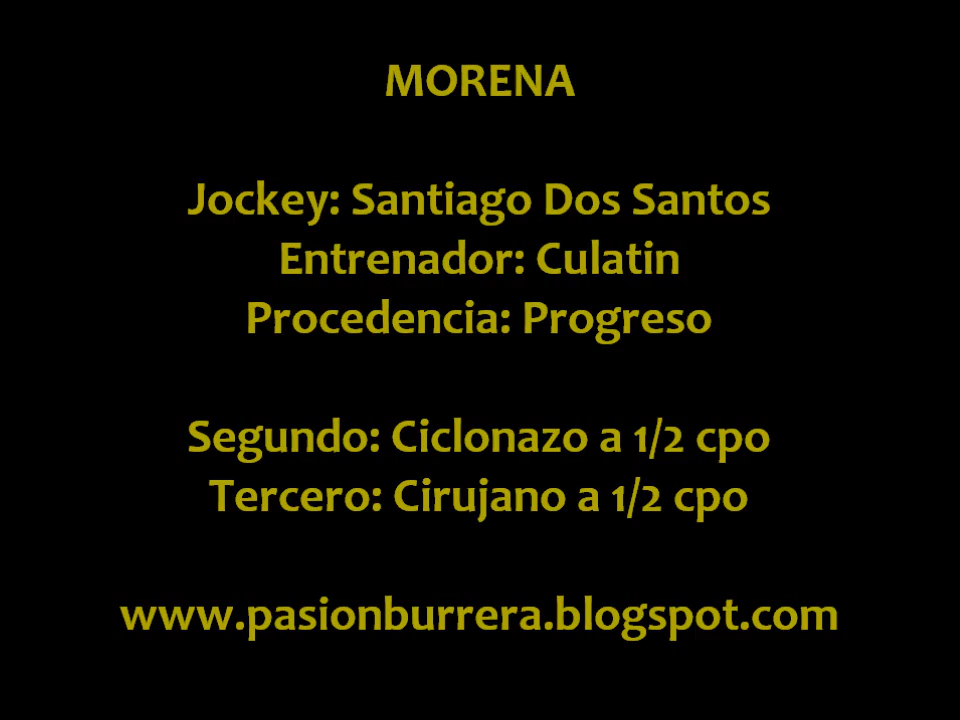 MORENA
Jockey: Santiago Dos Santos
Entrenador: Culatin
Procedencia: Progreso
Segundo: Ciclonazo a 1/2 cpo
Tercero: Cirujano a 1/2 cpo
www.pasionburrera.blogspot.com